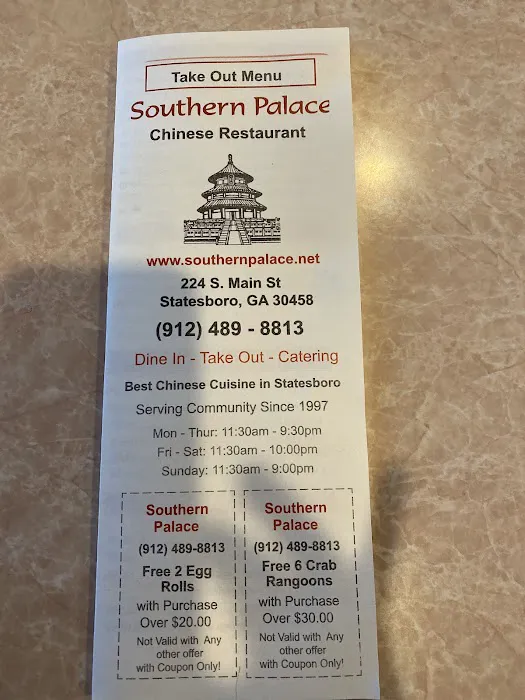 Take Out Menu
Southern Palace
Chinese Restaurant
www.southernpalace.net
224 S. Main St
Statesboro, GA 30458
(912) 489 - 8813
Dine In - Take Out - Catering
Best Chinese Cuisine in Statesboro
Serving Community Since 1997
Mon - Thur: 11:30am - 9:30pm
Fri - Sat: 11:30am - 10:00pm
Sunday: 11:30am - 9:00pm
Southern
Palace
(912) 489-8813
Free 2 Egg
Rolls
with Purchase
Over $20.00
Not Valid with Any
other offer
with Coupon Only!
Southern
Palace
(912) 489-8813
Free 6 Crab
Rangoons
with Purchase
Over $30.00
Not Valid with Any
other offer
with Coupon Only!